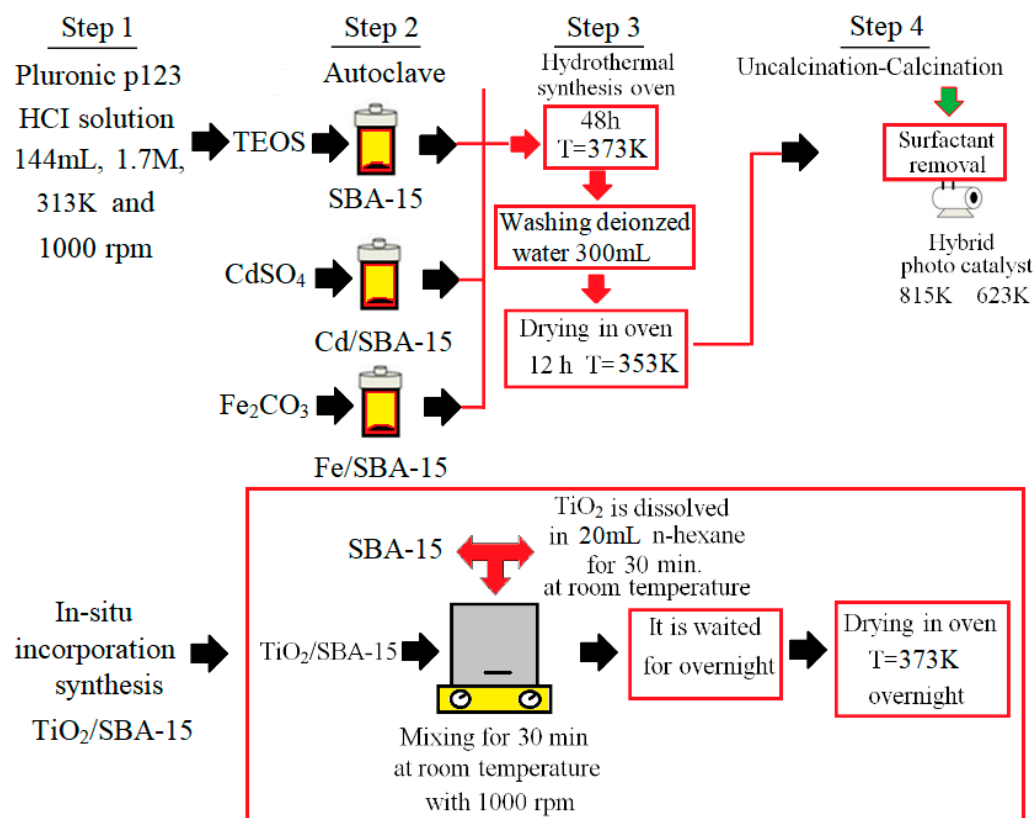 Step 1
Pluronic p123
HCI solution
144mL, 1.7M,
313K and
1000 rpm
TEOS
Step 2
Autoclave
SBA-15
CdSO4
Cd/SBA-15
Fe2CO3
Fe/SBA-15
Step 3
Hydrothermal
synthesis oven
48h
T=373K
Washing deionzed
water 300mL
Drying in oven
12 h T=353K
Step 4
Uncalcination-Calcination
Surfactant
removal
Hybrid
photo catalyst
815K 623K
In-situ
incorporation
synthesis
TiO2/SBA-15
SBA-15
TiO2 is dissolved
in 20mL n-hexane
for 30 min.
at room temperature
TiO2/SBA-15
Mixing for 30 min
at room temperature
with 1000 rpm
It is waited
for overnight
Drying in oven
T=373K
overnight